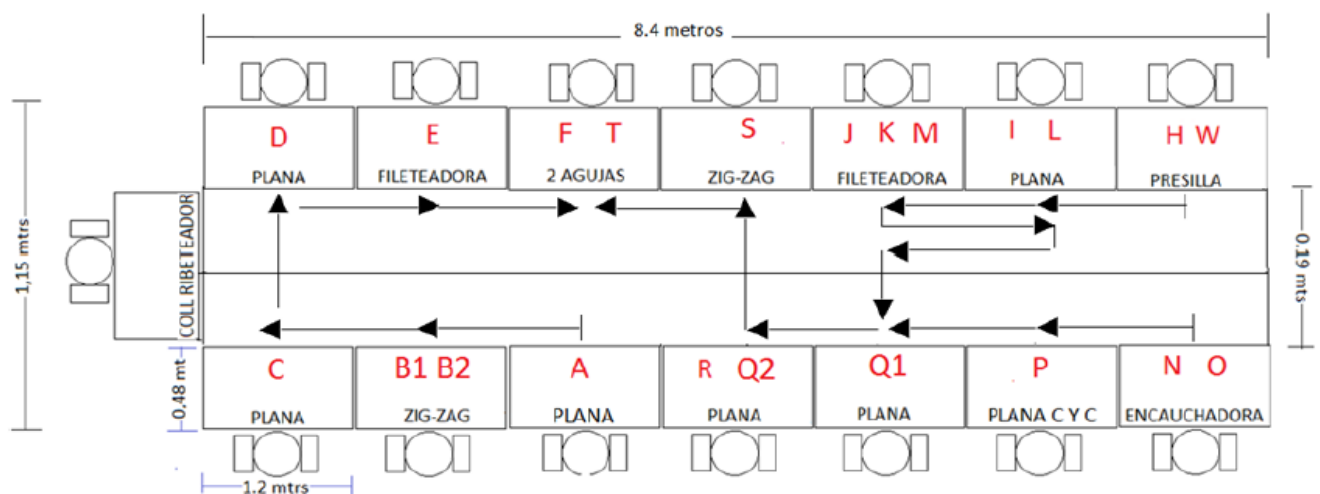 8.4 metros
D E F T S J K M I L H W
PLANA FILETEADORA 2 AGUJAS ZIG-ZAG FILETEADORA PLANA PRESILLA
1,15 mtrs
COLL RIBETEADOR
0.19 mts
0.48 mt
C B1 B2 A R Q2 Q1 P N O
PLANA ZIG-ZAG PLANA PLANA PLANA PLANA C Y C ENCAUCHADORA
1.2 mtrs